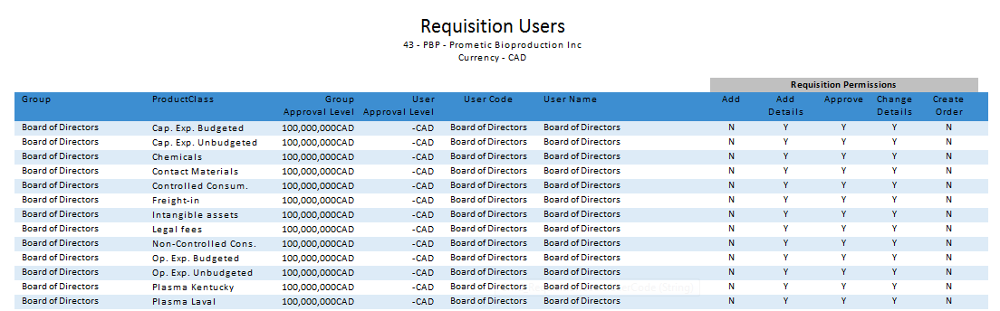 Requisition Users
43 - PBP - Prometic Bioproduction Inc
Currency - CAD
Requisition Permissions
Group ProductClass Group User User Code User Name Add Add Approve Change Create
Approval Level Approval Level Details Details Order
Board of Directors Cap. Exp. Budgeted 100,000,000CAD -CAD Board of Directors Board of Directors N Y Y Y N
Board of Directors Cap. Exp. Unbudgeted 100,000,000CAD -CAD Board of Directors Board of Directors N Y Y Y N
Board of Directors Chemicals 100,000,000CAD -CAD Board of Directors Board of Directors N Y Y Y N
Board of Directors Contact Materials 100,000,000CAD -CAD Board of Directors Board of Directors N Y Y Y N
Board of Directors Controlled Consum. 100,000,000CAD -CAD Board of Directors Board of Directors N Y Y Y N
Board of Directors Freight-in 100,000,000CAD -CAD Board of Directors Board of Directors N Y Y Y N
Board of Directors Intangible assets 100,000,000CAD -CAD Board of Directors Board of Directors N Y Y Y N
Board of Directors Legal fees 100,000,000CAD -CAD Board of Directors Board of Directors N Y Y Y N
Board of Directors Non-Controlled Cons. 100,000,000CAD -CAD Board of Directors Board of Directors N Y Y Y N
Board of Directors Op. Exp. Budgeted 100,000,000CAD -CAD Board of Directors Board of Directors N Y Y Y N
Board of Directors Op. Exp. Unbudgeted 100,000,000CAD -CAD Board of Directors Board of Directors N Y Y Y N
Board of Directors Plasma Kentucky 100,000,000CAD -CAD Board of Directors Board of Directors N Y Y Y N
Board of Directors Plasma Laval 100,000,000CAD -CAD Board of Directors Board of Directors N Y Y Y N